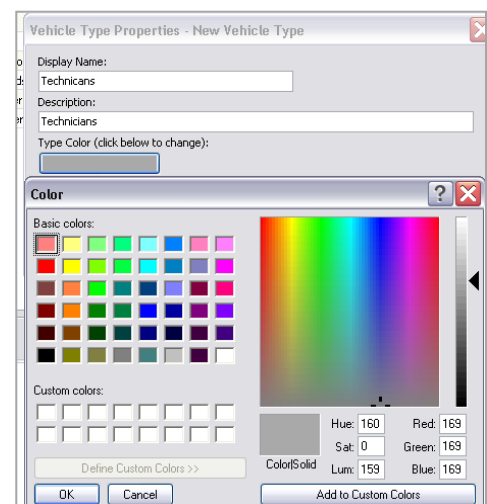 Vehicle Type Properties - New Vehicle Type
Display Name:
Technicans
Description:
Technicians
Type Color (click below to change):
Color
?
Basic colors:
Custom colors:
Define Custom Colors >>
OK Cancel
Color|Solid
Hue: 160 Red: 169
Sat: 0 Green: 169
Lum: 159 Blue: 169
Add to Custom Colors